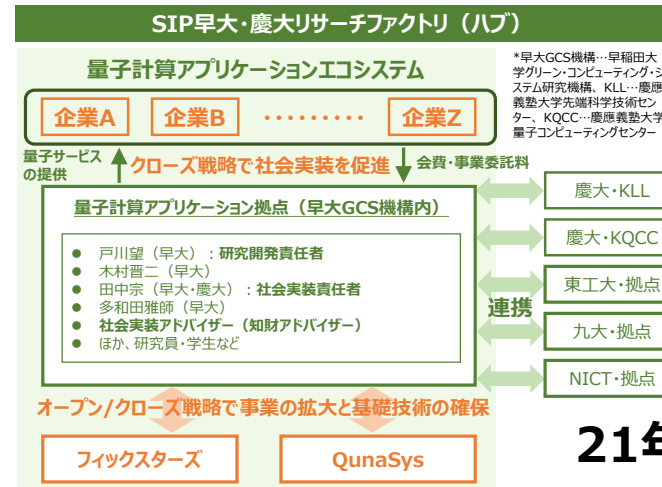 SIP早大・慶大リサーチファクトリ（ハブ）
量子計算アプリケーションエコシステム
*早大GCS機構…早稲田大
学グリーン・コンピューティング・シ
ステム研究機構、KLL…慶應
義塾大学先端科学技術セン
ター、KQCC…慶應義塾大学
量子コンピューティングセンター
企業A
企業B
・・・・・・・・・
企業Z
量子サービス
の提供
クローズ戦略で社会実装を促進
会費・事業委託料
量子計算アプリケーション拠点（早大GCS機構内）
● 戸川望（早大）：研究開発責任者
● 木村晋二（早大）
● 田中宗（早大・慶大）：社会実装責任者
● 多和田雅師（早大）
● 社会実装アドバイザー（知財アドバイザー）
● ほか、研究員・学生など
連携
慶大・KLL
慶大・KQCC
東工大・拠点
九大・拠点
NICT・拠点
オープン/クローズ戦略で事業の拡大と基礎技術の確保
フィックスターズ
QunaSys
21年